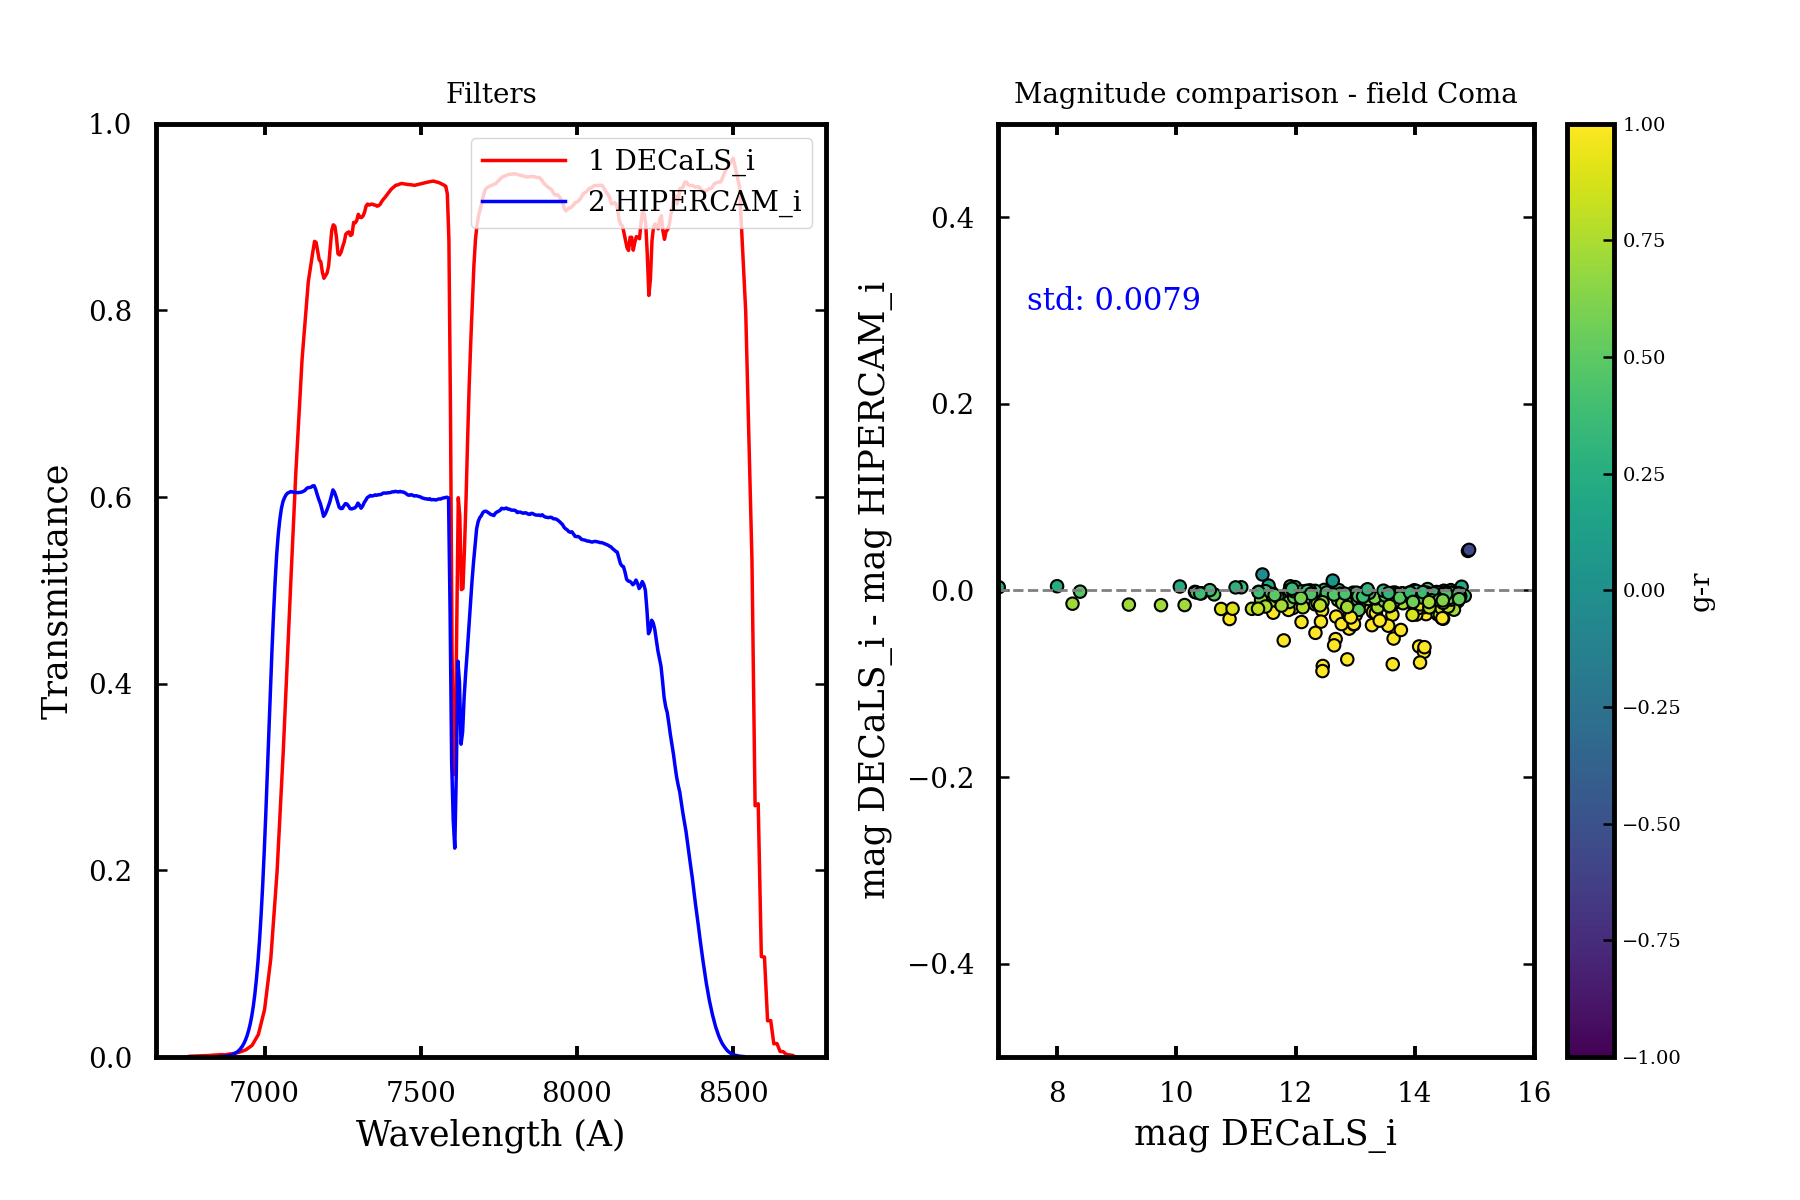 Filters
1 DECaLS_i
2 HIPERCAM_i
1.0
0.8
0.6
0.4
0.2
0.0
Transmittance
7000
7500
8000
8500
Wavelength (A)
Magnitude comparison - field Coma
std: 0.0079
0.4
0.2
0.0
−0.2
−0.4
mag DECaLS_i - mag HIPERCAM_i
8
10
12
14
16
mag DECaLS_i
1.00
0.75
0.50
0.25
0.00
−0.25
−0.50
−0.75
−1.00
g-r